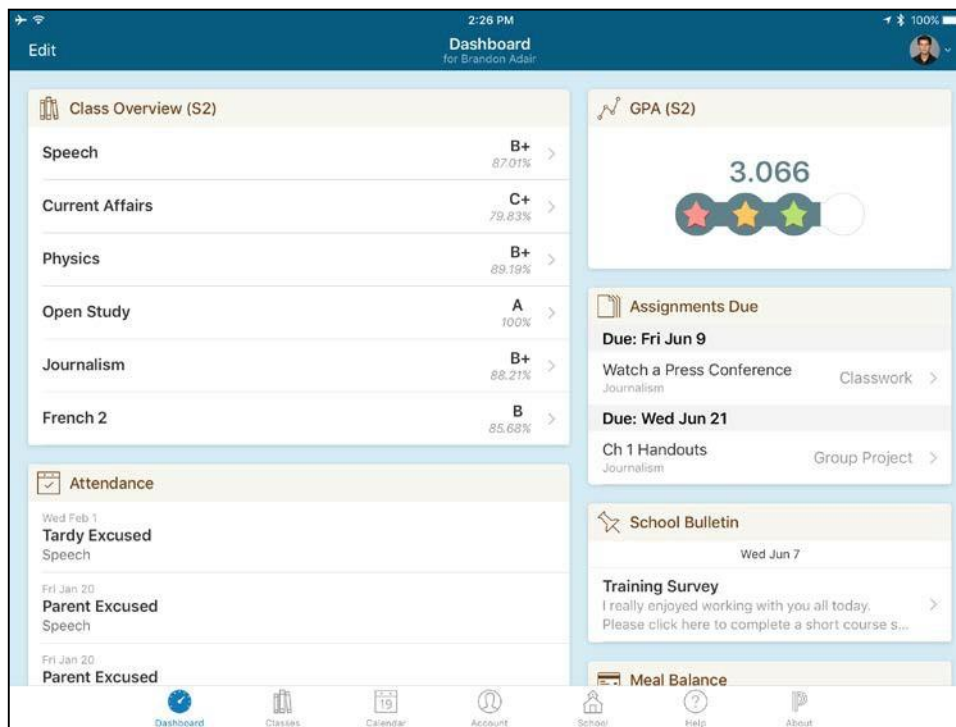 2:26 PM
100%
Edit
Dashboard
for Brandon Adair
Class Overview (S2)
Speech
B+
87.01%
Current Affairs
C+
79.83%
Physics
B+
89.19%
Open Study
A
100%
Journalism
B+
88.21%
French 2
B
85.68%
Attendance
Wed Feb 1
Tardy Excused
Speech
Fri Jan 20
Parent Excused
Speech
Fri Jan 20
Parent Excused
GPA (S2)
3.066
Assignments Due
Due: Fri Jun 9
Watch a Press Conference
Classwork
Journalism
Due: Wed Jun 21
Ch 1 Handouts
Group Project
Journalism
School Bulletin
Wed Jun 7
Training Survey
I really enjoyed working with you all today.
Please click here to complete a short course s...
Meal Balance
19
Dashboard
Classes
Calendar
Account
School
Help
About